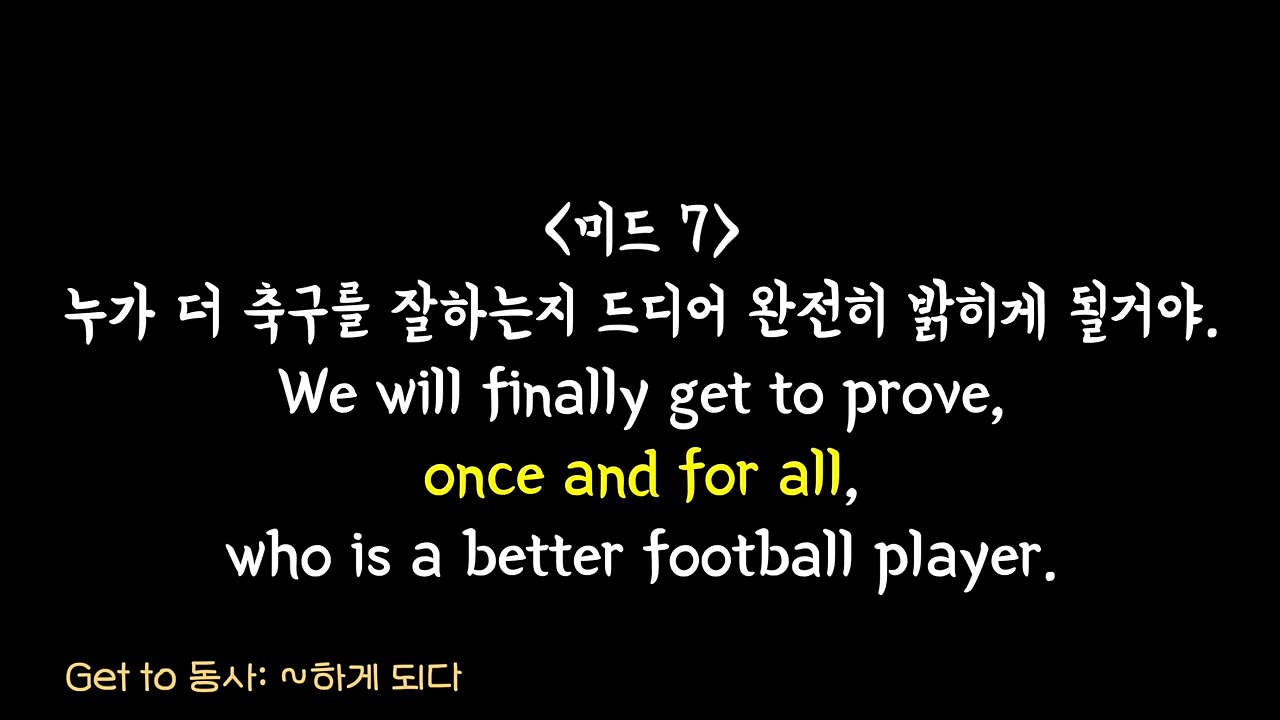 <미드 7>
누가 더 축구를 잘하는지 드디어 완전히 밝히게 될거야.
We will finally get to prove,
once and for all,
who is a better football player.
Get to 동사: ~하게 되다